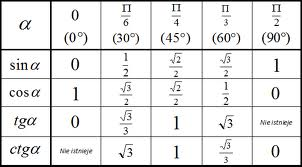 α 0 (0°) Π/6 (30°) Π/4 (45°) Π/3 (60°) Π/2 (90°)
sin α 0 1/2 √2/2 √3/2 1
cos α 1 √3/2 √2/2 1/2 0
tgα 0 √3/3 1 √3 Nie istnieje
ctgα Nie istnieje √3 1 √3/3 0